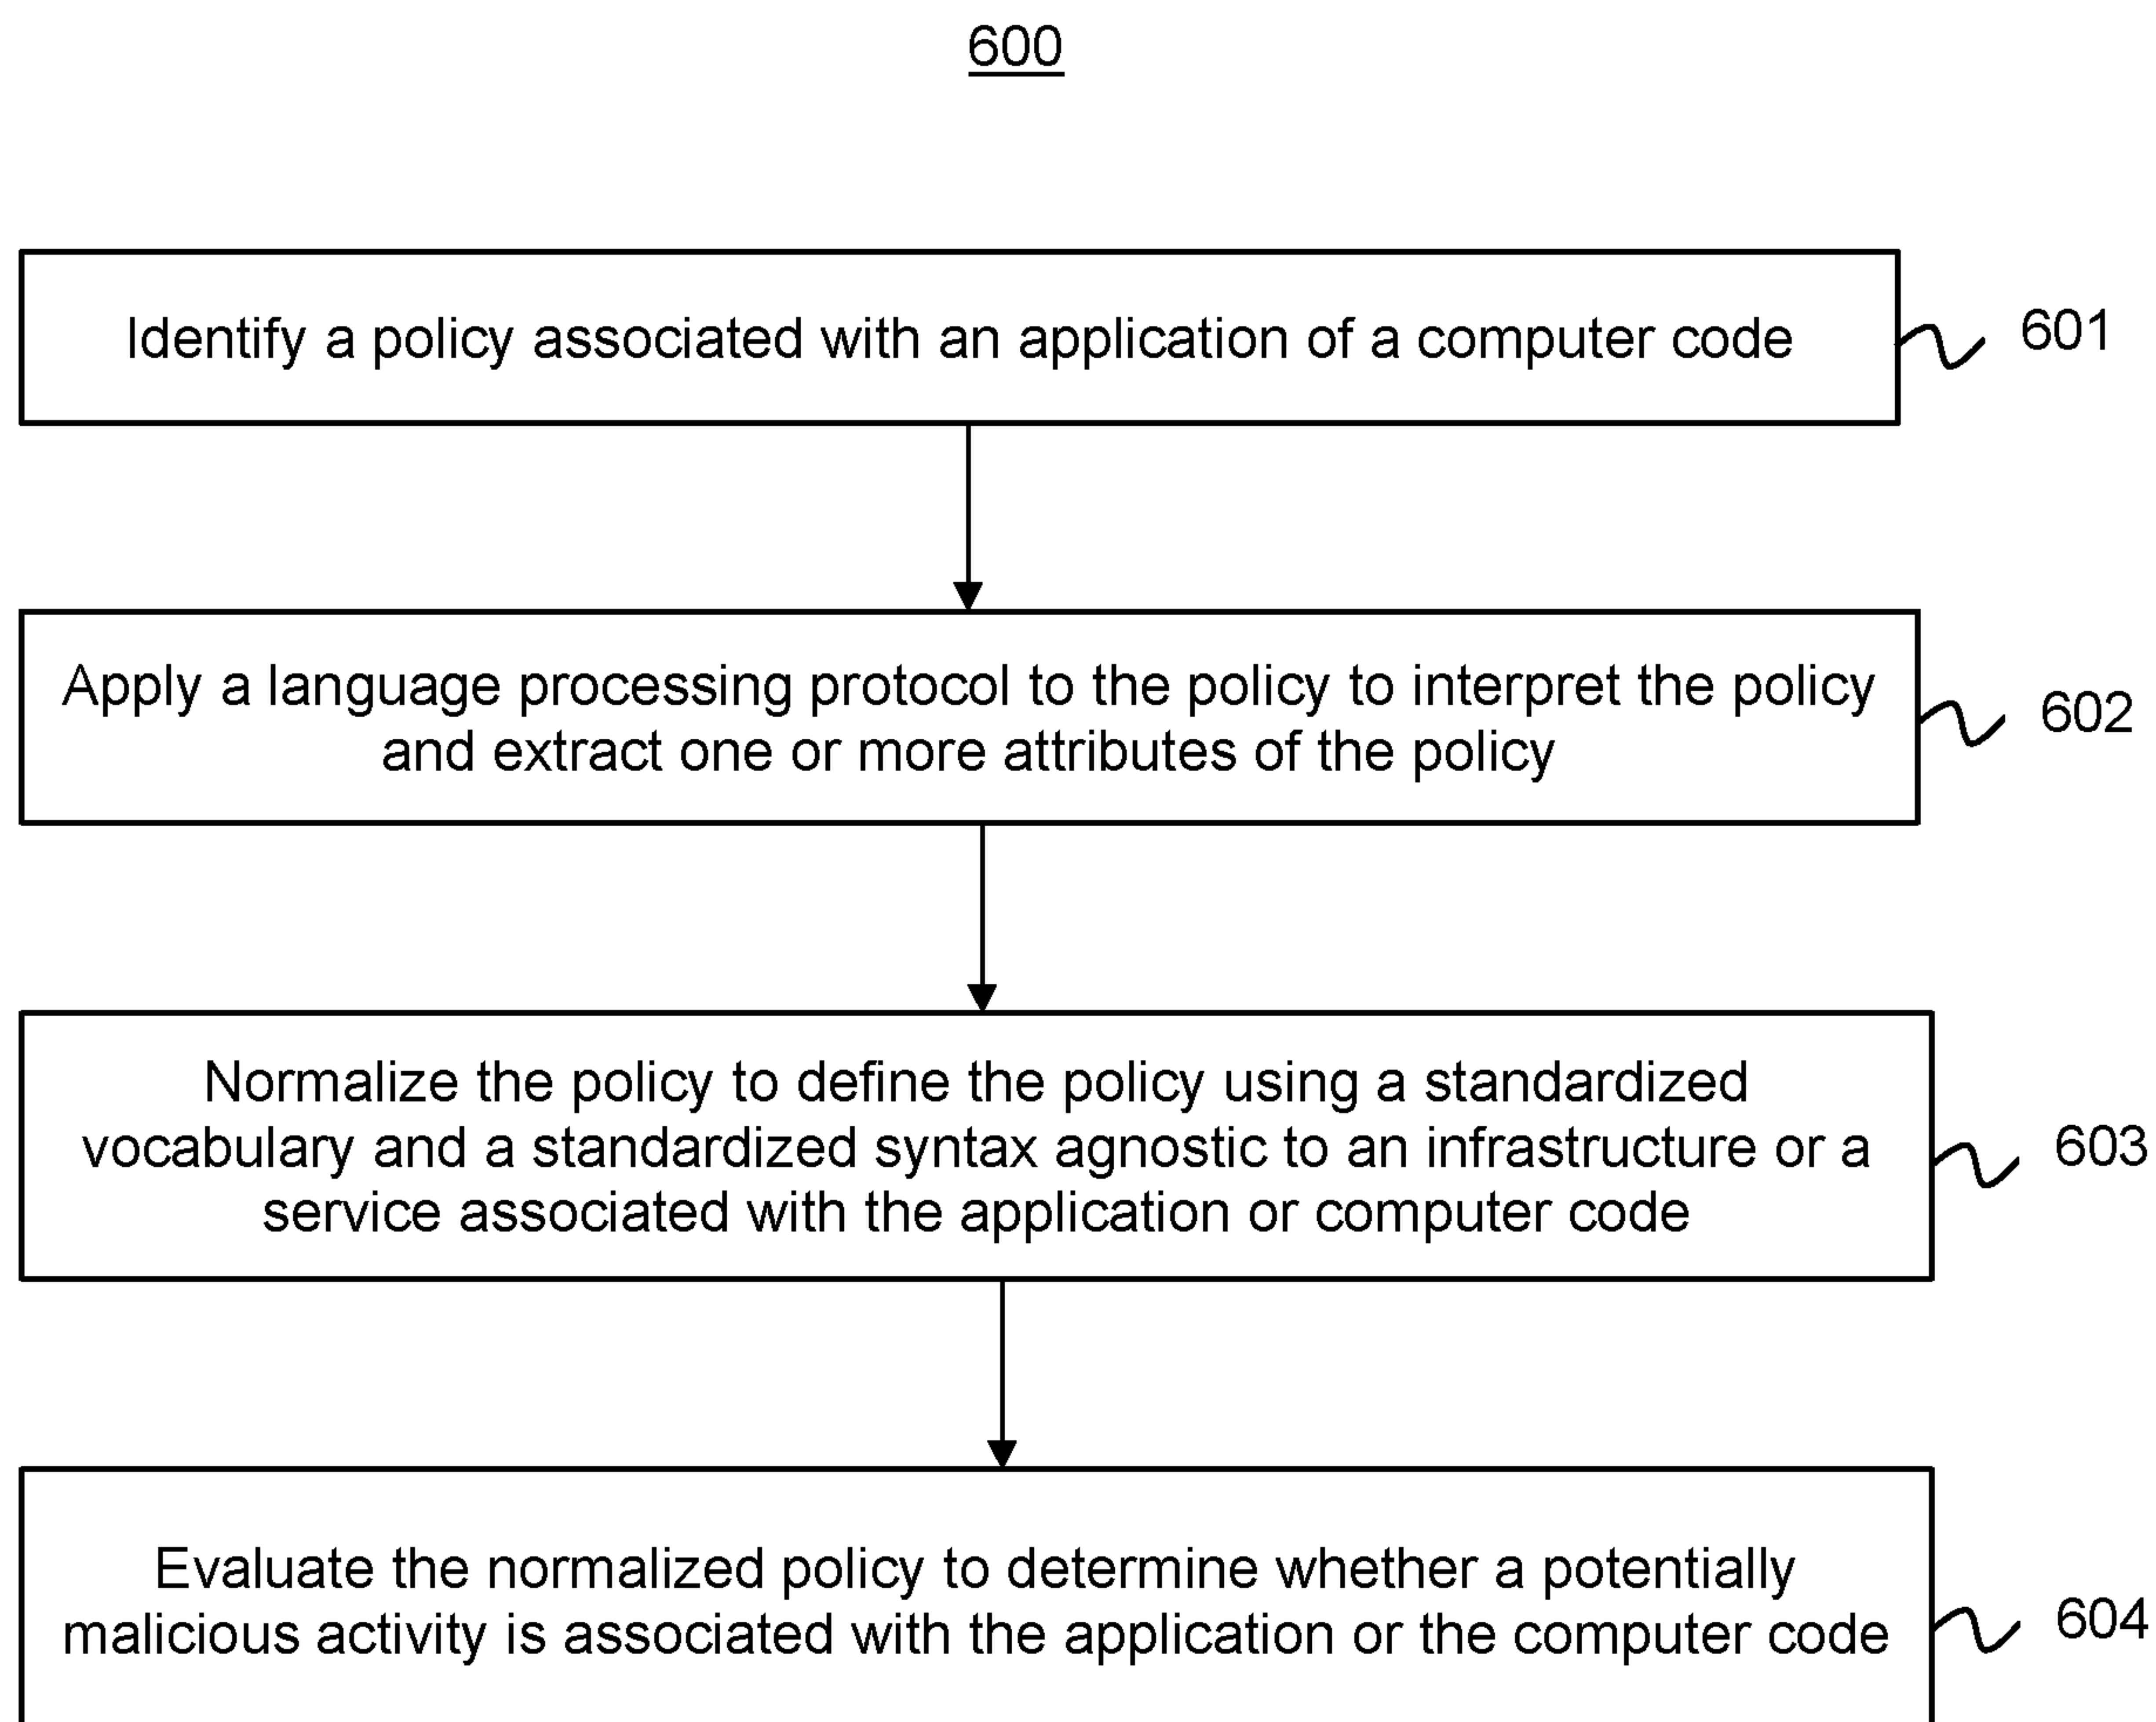 600
Identify a policy associated with an application of a computer code
601
Apply a language processing protocol to the policy to interpret the policy
and extract one or more attributes of the policy
602
Normalize the policy to define the policy using a standardized
vocabulary and a standardized syntax agnostic to an infrastructure or a
service associated with the application or computer code
603
Evaluate the normalized policy to determine whether a potentially
malicious activity is associated with the application or the computer code
604